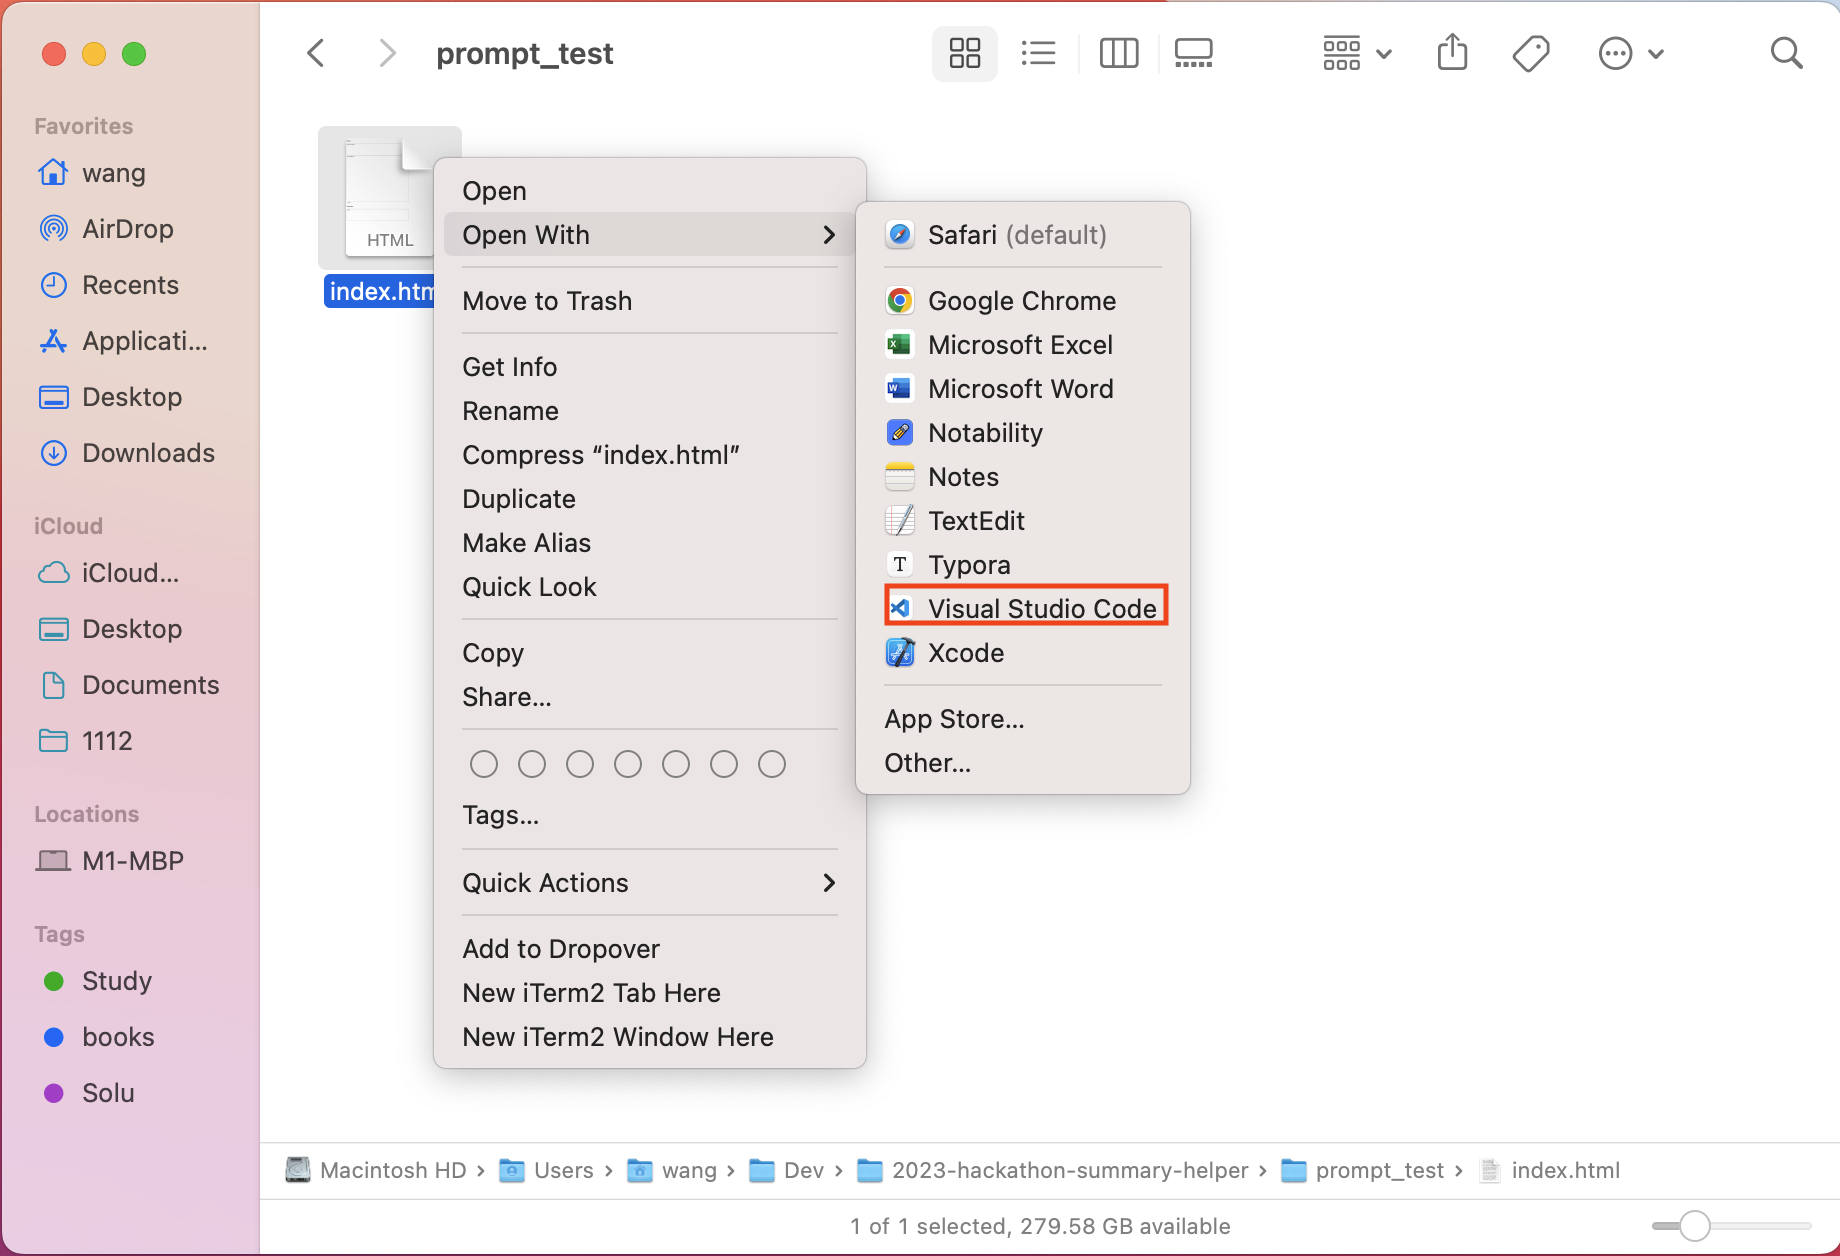 prompt_test
Favorites
wang
AirDrop
Recents
Applicati...
Desktop
Downloads
iCloud
iCloud...
Desktop
Documents
1112
Locations
M1-MBP
Tags
Study
books
Solu
HTML
index.htm
Open
Open With
Move to Trash
Get Info
Rename
Compress “index.html”
Duplicate
Make Alias
Quick Look
Copy
Share...
Tags...
Quick Actions
Add to Dropover
New iTerm2 Tab Here
New iTerm2 Window Here
Safari (default)
Google Chrome
Microsoft Excel
Microsoft Word
Notability
Notes
TextEdit
Typora
Visual Studio Code
Xcode
App Store...
Other...
Macintosh HD › Users › wang › Dev › 2023-hackathon-summary-helper › prompt_test › index.html
1 of 1 selected, 279.58 GB available